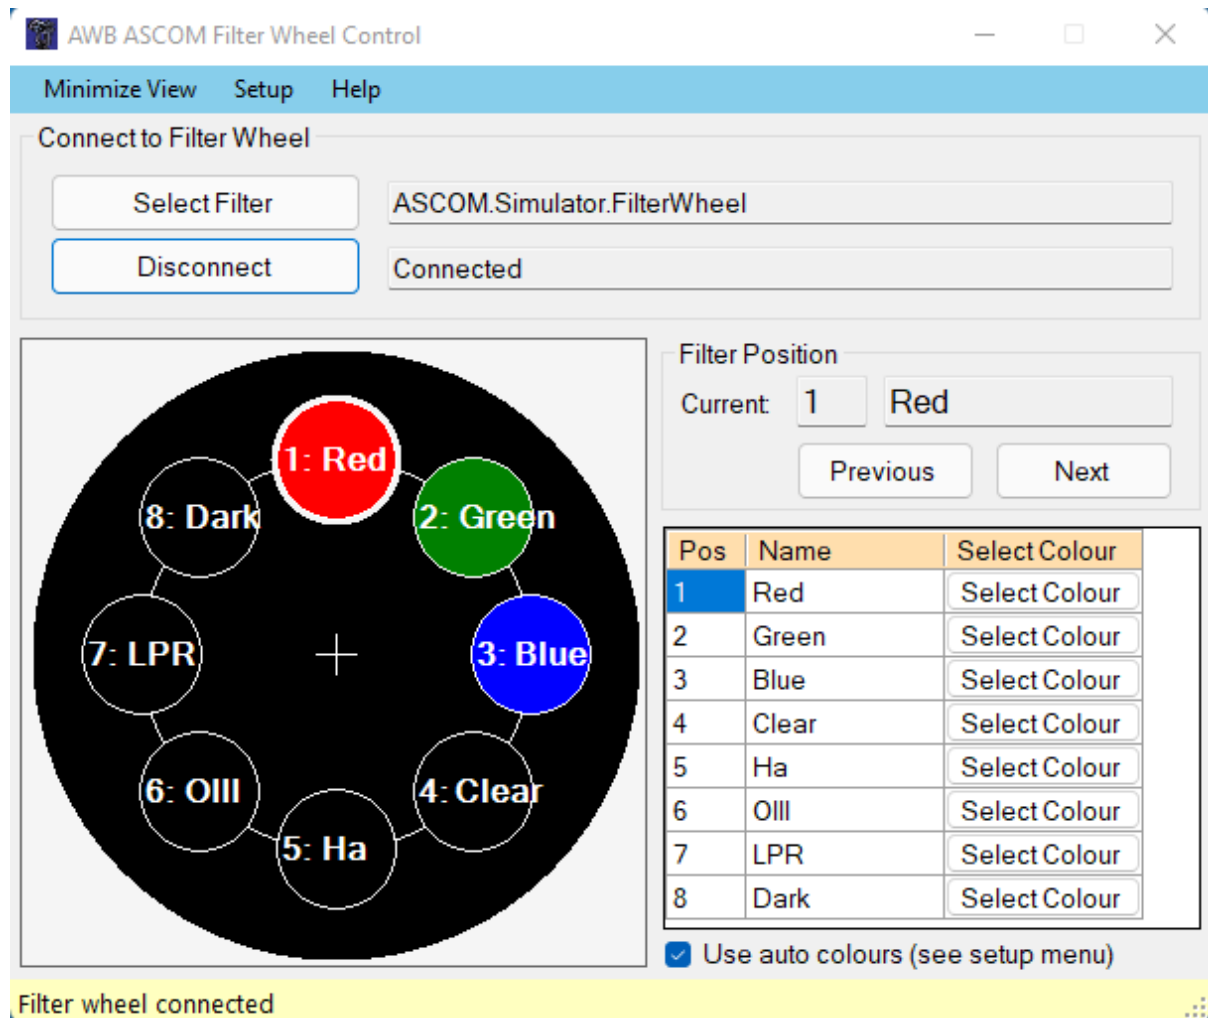 AWB ASCOM Filter Wheel Control
Minimize View Setup Help
Connect to Filter Wheel
Select Filter ASCOM.Simulator.FilterWheel
Disconnect Connected
1: Red
2: Green
3: Blue
4: Clear
5: Ha
6: OIII
7: LPR
8: Dark
Filter Position
Current: 1 Red
Previous Next
Pos Name Select Colour
1 Red Select Colour
2 Green Select Colour
3 Blue Select Colour
4 Clear Select Colour
5 Ha Select Colour
6 OIII Select Colour
7 LPR Select Colour
8 Dark Select Colour
Use auto colours (see setup menu)
Filter wheel connected